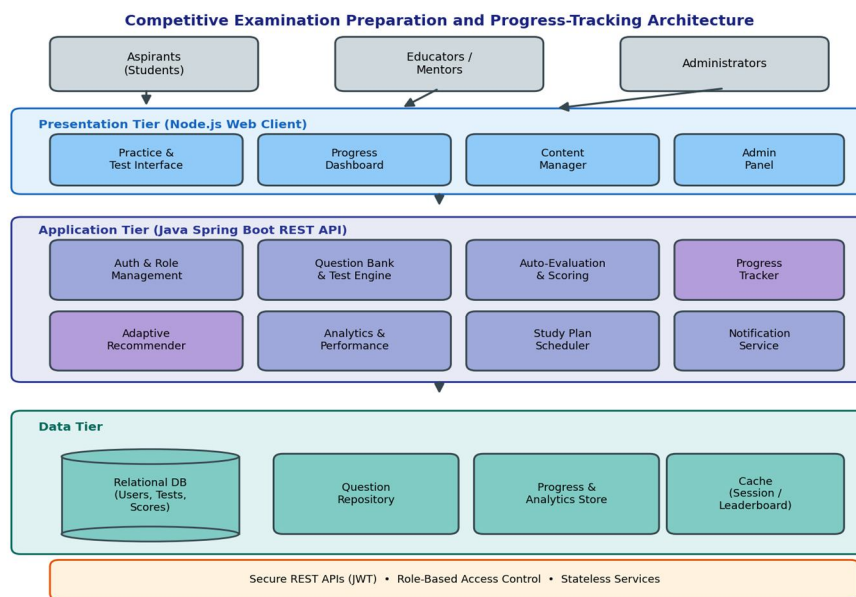 Competitive Examination Preparation and Progress-Tracking Architecture
Aspirants
(Students)
Educators /
Mentors
Administrators
Presentation Tier (Node.js Web Client)
Practice &
Test Interface
Progress
Dashboard
Content
Manager
Admin
Panel
Application Tier (Java Spring Boot REST API)
Auth & Role
Management
Question Bank
& Test Engine
Auto-Evaluation
& Scoring
Progress
Tracker
Adaptive
Recommender
Analytics &
Performance
Study Plan
Scheduler
Notification
Service
Data Tier
Relational DB
(Users, Tests,
Scores)
Question
Repository
Progress &
Analytics Store
Cache
(Session /
Leaderboard)
Secure REST APIs (JWT) • Role-Based Access Control • Stateless Services